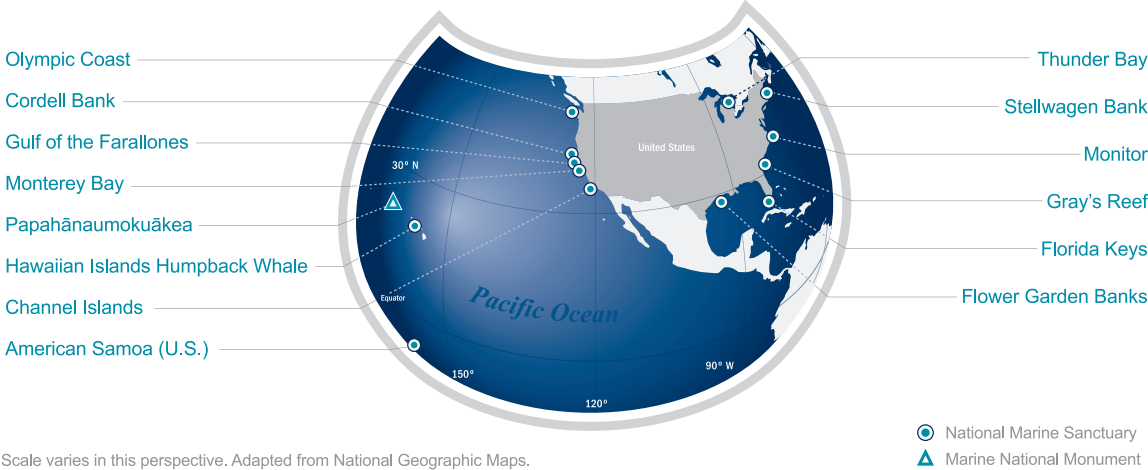 Olympic Coast
Cordell Bank
Gulf of the Farallones
Monterey Bay
Papahānaumokuākea
Hawaiian Islands Humpback Whale
Channel Islands
American Samoa (U.S.)
30° N
Equator
United States
Pacific Ocean
150°
120°
90° W
Thunder Bay
Stellwagen Bank
Monitor
Gray’s Reef
Florida Keys
Flower Garden Banks
National Marine Sanctuary
Marine National Monument
Scale varies in this perspective. Adapted from National Geographic Maps.